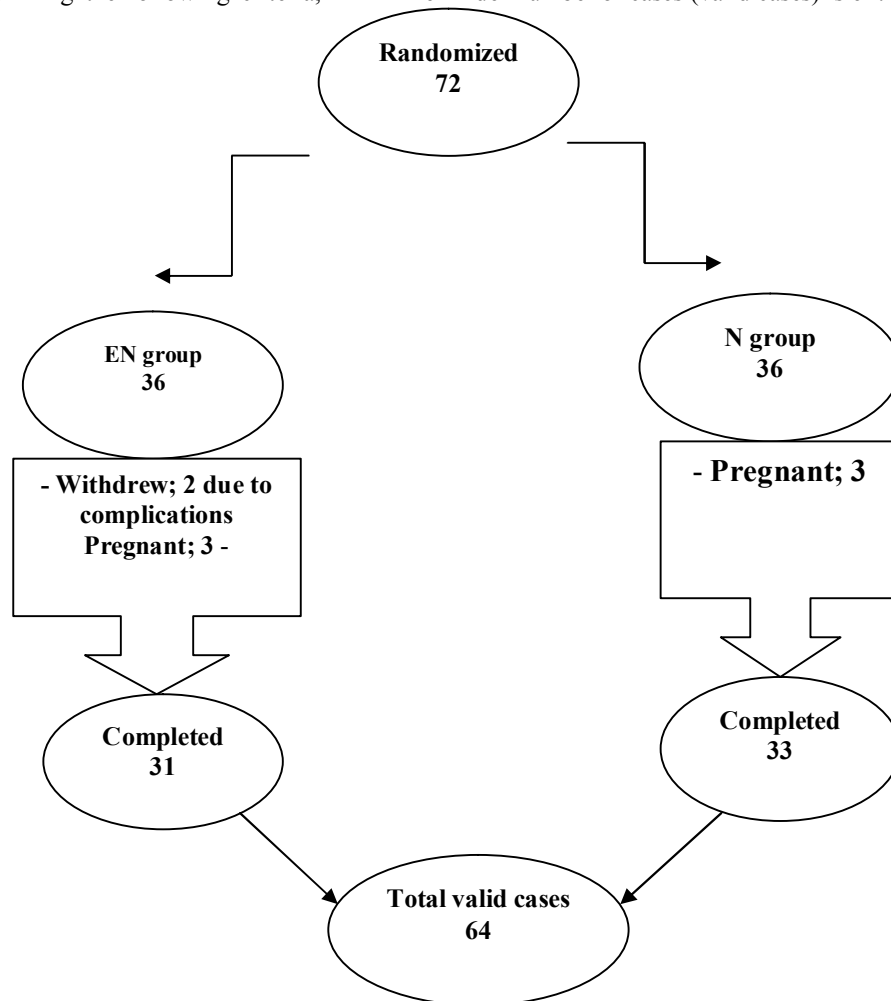 Randomized
72
EN group
36
N group
36
- Withdrew; 2 due to
complications
Pregnant; 3 -
- Pregnant; 3
Completed
31
Completed
33
Total valid cases
64